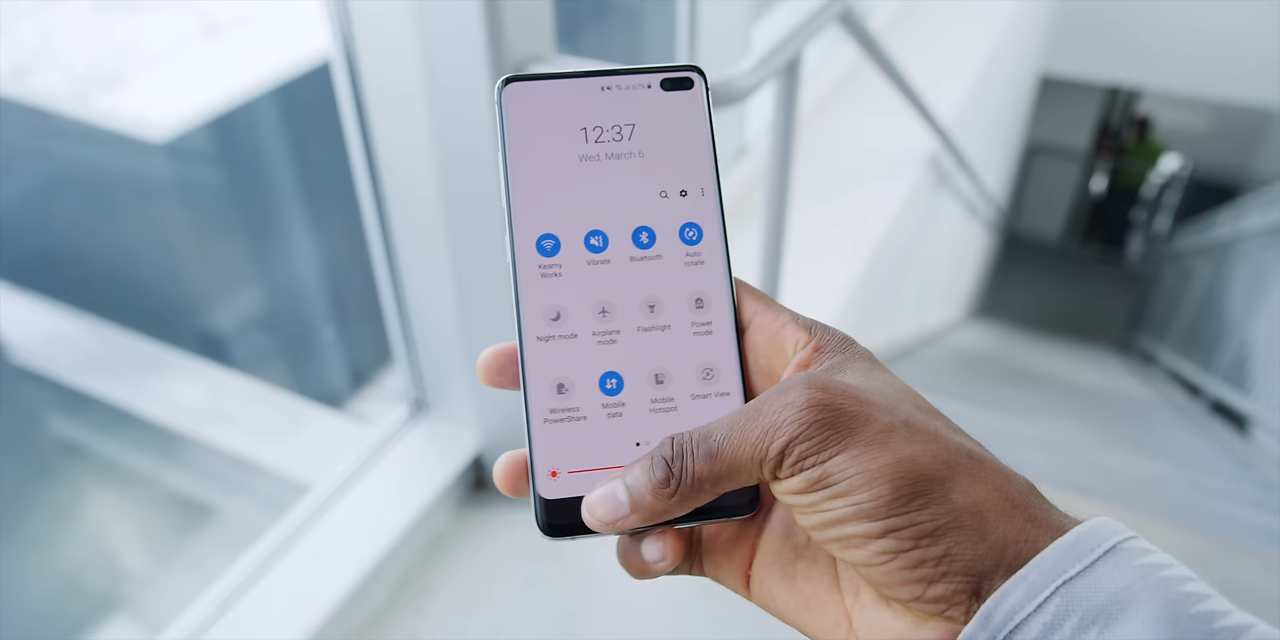 67%
12:37
Wed, March 6
Kearny
Works
Vibrate
Bluetooth
Auto
rotate
Night mode
Airplane
mode
Flashlight
Power
mode
Wireless
PowerShare
Mobile
data
Mobile
Hotspot
Smart View